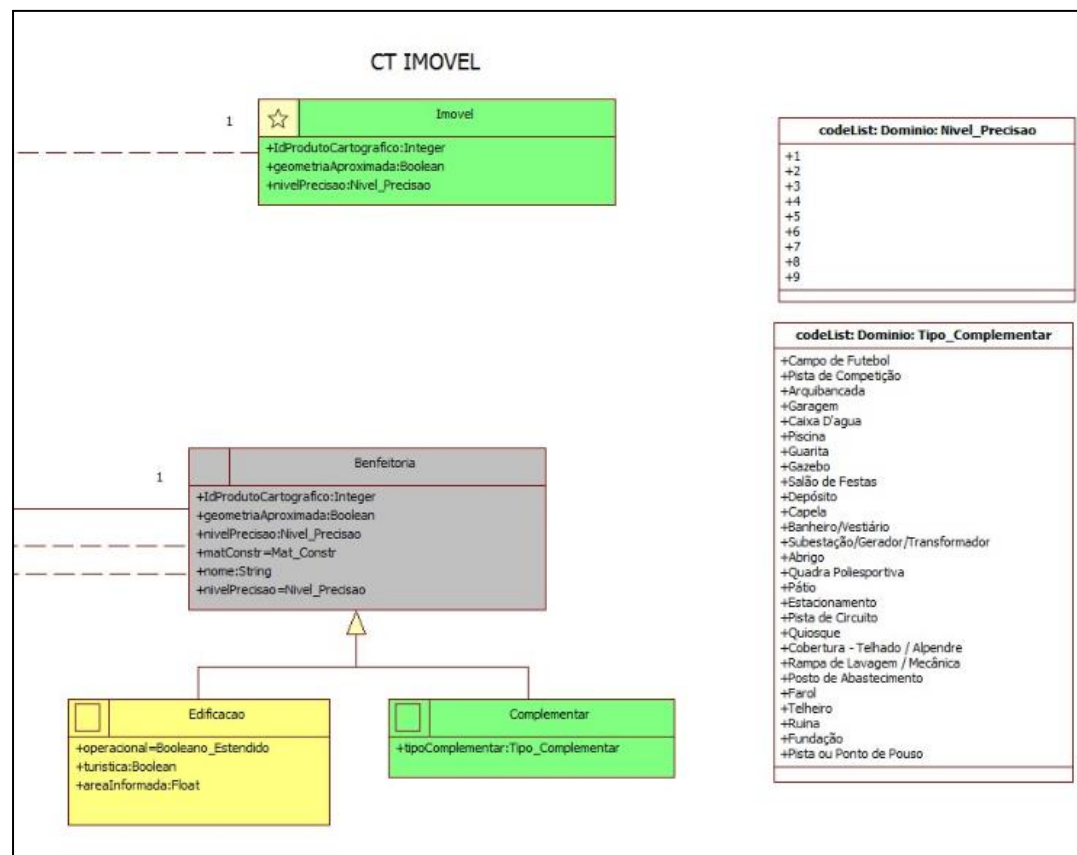 CT IMOVEL
1
Imovel
+IdProdutoCartografico:Integer
+geometriaAproximada:Boolean
+nivelPrecisao:Nivel_Precisao
codeList: Dominio: Nivel_Precisao
+1
+2
+3
+4
+5
+6
+7
+8
+9
codeList: Dominio: Tipo_Complementar
+Campo de Futebol
+Pista de Competição
+Arquibancada
+Garagem
+Caixa D'agua
+Piscina
+Guarita
+Gazebo
+Salão de Festas
+Depósito
+Capela
+Banheiro/Vestiário
+Subestação/Gerador/Transformador
+Abrigo
+Quadra Poliesportiva
+Pátio
+Estacionamento
+Pista de Circuito
+Quiosque
+Cobertura - Telhado / Alpendre
+Rampa de Lavagem / Mecânica
+Posto de Abastecimento
+Farol
+Telheiro
+Ruina
+Fundação
+Pista ou Ponto de Pouso
1
Benfeitoria
+IdProdutoCartografico:Integer
+geometriaAproximada:Boolean
+nivelPrecisão:Nivel_Precisao
+matConstr=Mat_Constr
+nome:String
+nivelPrecisao=Nivel_Precisao
Edificacao
+operacional=Booleano_Estendido
+turistica:Boolean
+areaInformada:Float
Complementar
+tipoComplementar:Tipo_Complementar